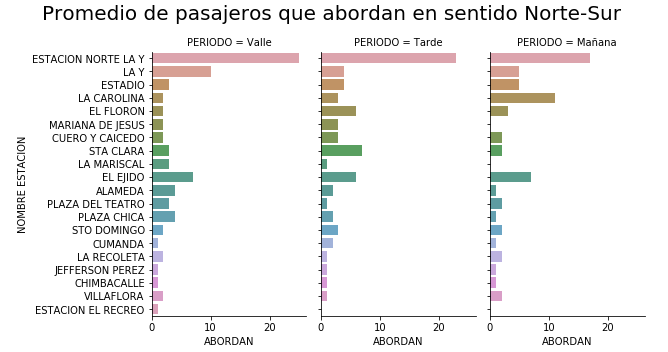 Promedio de pasajeros que abordan en sentido Norte-Sur
PERIODO = Valle
PERIODO = Tarde
PERIODO = Mañana
NOMBRE ESTACION
ESTACION NORTE LA Y
LA Y
ESTADIO
LA CAROLINA
EL FLORON
MARIANA DE JESUS
CUERO Y CAICEDO
STA CLARA
LA MARISCAL
EL EJIDO
ALAMEDA
PLAZA DEL TEATRO
PLAZA CHICA
STO DOMINGO
CUMANDA
LA RECOLETA
JEFFERSON PEREZ
CHIMBACALLE
VILLAFLORA
ESTACION EL RECREO
0 10 20
0 10 20
0 10 20
ABORDAN
ABORDAN
ABORDAN